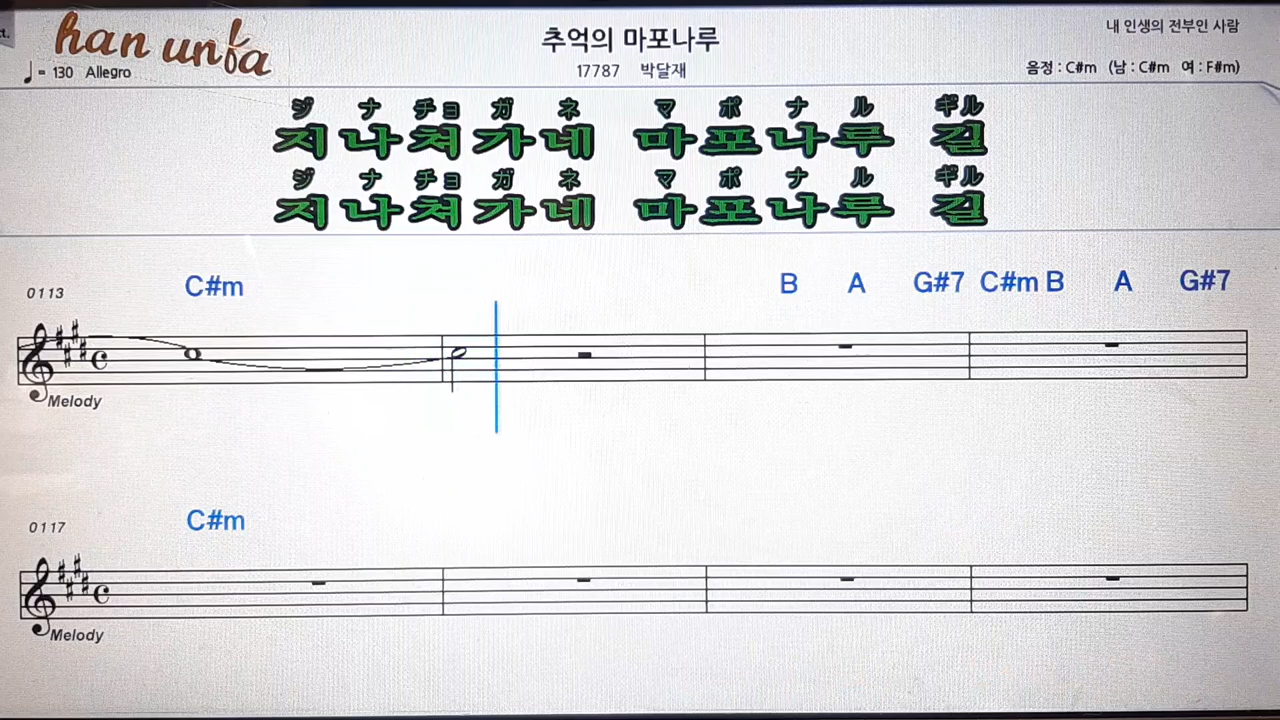 ct.
han unba
♩ = 130 Allegro
추억의 마포나루
17787 박달재
내 인생의 전부인 사람
음정 : C#m (남 : C#m 여 : F#m)
ジ ナ チョ ガ ネ マ ポ ナ ル ギル
지나쳐가네 마포나루 길
ジ ナ チョ ガ ネ マ ポ ナ ル ギル
지나쳐가네 마포나루 길
0113 C#m B A G#7 C#m B A G#7
Melody
0117 C#m
Melody